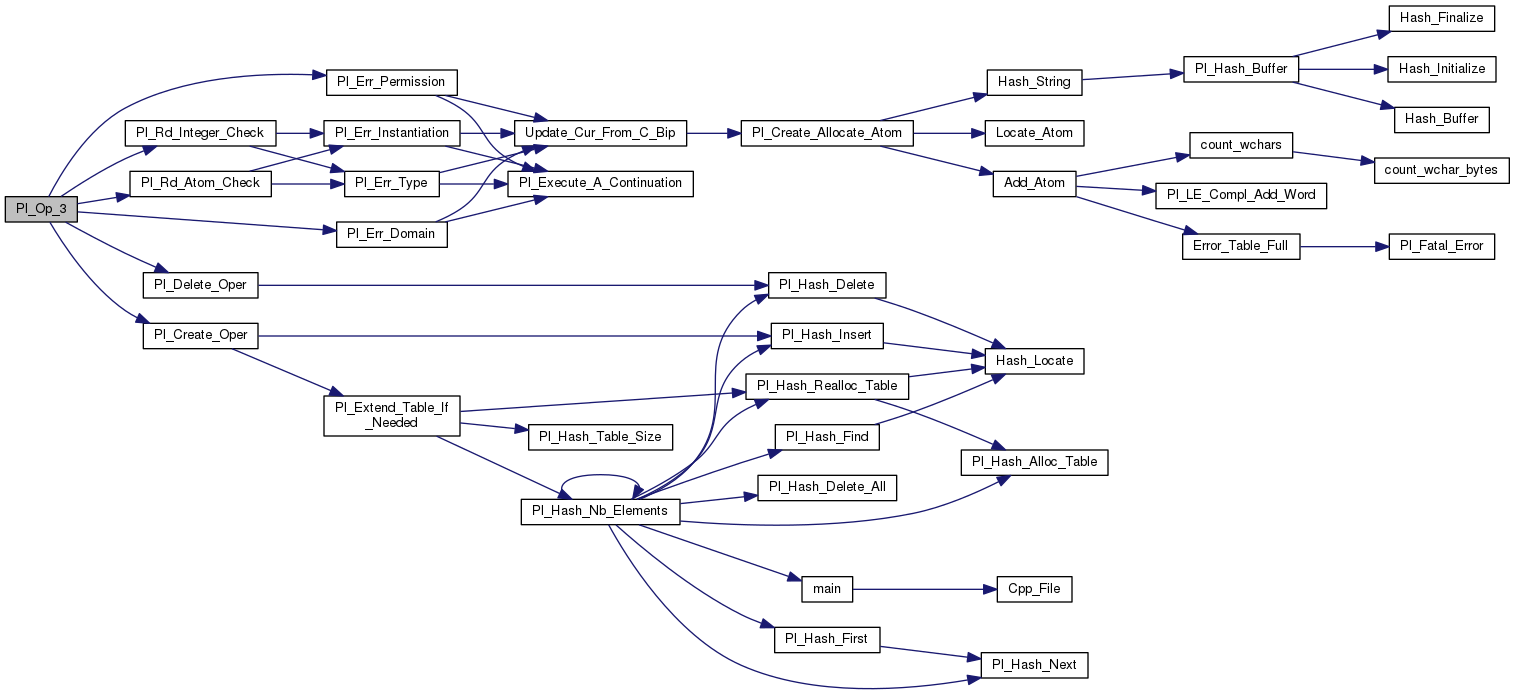 Pl_Op_3
Pl_Err_Permission
Pl_Rd_Integer_Check
Pl_Rd_Atom_Check
Pl_Err_Instantiation
Pl_Err_Type
Pl_Err_Domain
Update_Cur_From_C_Bip
Pl_Execute_A_Continuation
Pl_Create_Allocate_Atom
Hash_String
Locate_Atom
Add_Atom
Pl_Hash_Buffer
Hash_Finalize
Hash_Initialize
Hash_Buffer
count_wchars
count_wchar_bytes
Pl_LE_Compl_Add_Word
Error_Table_Full
Pl_Fatal_Error
Pl_Delete_Oper
Pl_Create_Oper
Pl_Extend_Table_If
_Needed
Pl_Hash_Table_Size
Pl_Hash_Nb_Elements
Pl_Hash_Delete
Pl_Hash_Insert
Pl_Hash_Realloc_Table
Pl_Hash_Find
Pl_Hash_Delete_All
Hash_Locate
Pl_Hash_Alloc_Table
main
Cpp_File
Pl_Hash_First
Pl_Hash_Next